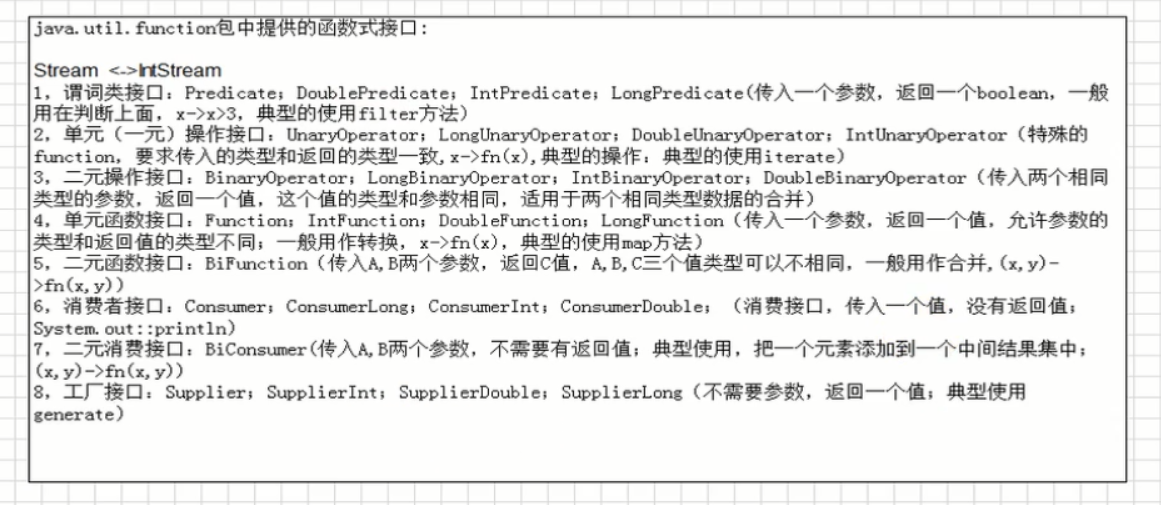 java.util.function包中提供的函数式接口:
Stream <->IntStream
1, 谓词类接口: Predicate; DoublePredicate; IntPredicate; LongPredicate(传入一个参数, 返回一个boolean, 一般
用在判断上面, x->x>3, 典型的使用filter方法)
2, 单元 (一元) 操作接口: UnaryOperator; LongUnaryOperator; DoubleUnaryOperator; IntUnaryOperator (特殊的
function, 要求传入的类型和返回的类型一致,x->fn(x),典型的操作: 典型的使用iterate)
3, 二元操作接口: BinaryOperator; LongBinaryOperator; IntBinaryOperator; DoubleBinaryOperator (传入两个相同
类型的参数, 返回一个值, 这个值的类型和参数相同, 适用于两个相同类型数据的合并)
4, 单元函数接口: Function; IntFunction; DoubleFunction; LongFunction (传入一个参数, 返回一个值, 允许参数的
类型和返回值的类型不同; 一般用作转换, x->fn(x), 典型的使用map方法)
5, 二元函数接口: BiFunction (传入A,B两个参数, 返回C值, A,B,C三个值类型可以不相同, 一般用作合并,(x,y)-
>fn(x,y))
6, 消费者接口: Consumer; ConsumerLong; ConsumerInt; ConsumerDouble; (消费接口, 传入一个值, 没有返回值;
System.out::println)
7, 二元消费接口: BiConsumer(传入A,B两个参数, 不需要有返回值; 典型使用, 把一个元素添加到一个中间结果集中;
(x,y)->fn(x,y))
8, 工厂接口: Supplier; SupplierInt; SupplierDouble; SupplierLong (不需要参数, 返回一个值; 典型使用
generate)